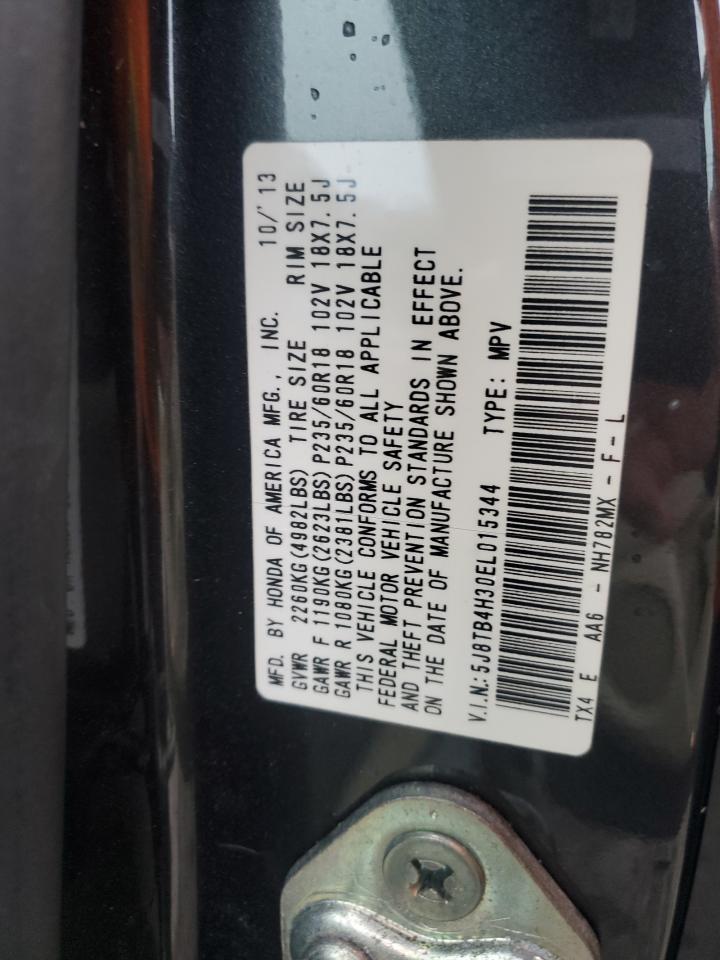 MFD. BY HONDA OF AMERICA MFG., INC. 10/'13
GVWR 2260KG(4982LBS) TIRE SIZE RIM SIZE
GAWR F 1190KG(2623LBS)P235/60R18 102V 18X7.5J
GAWR R 1080KG(2381LBS)P235/60R18 102V 18X7.5J
THIS VEHICLE CONFORMS TO ALL APPLICABLE
FEDERAL MOTOR VEHICLE SAFETY
AND THEFT PREVENTION STANDARDS IN EFFECT
ON THE DATE OF MANUFACTURE SHOWN ABOVE.
V.I.N.:5J8TB4H30EL015344 TYPE: MPV
TX4 E AA6 - NH782MX - F - L